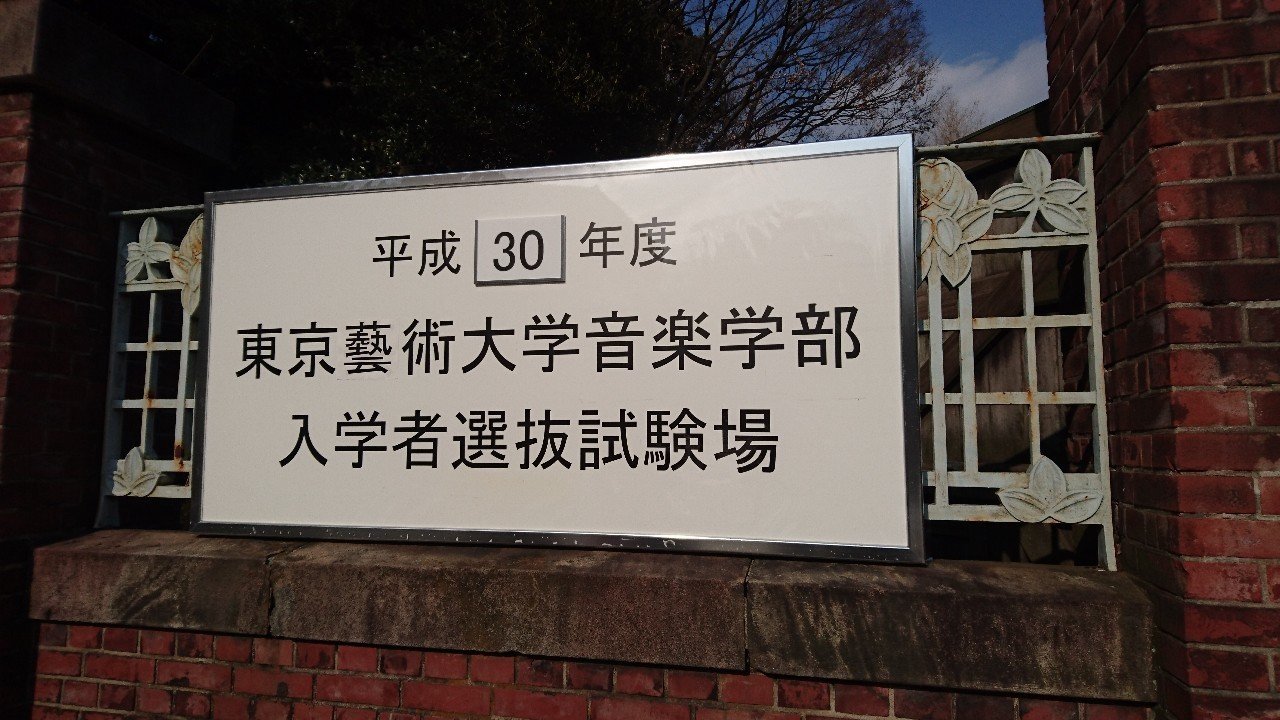 平成 30 年度
東京藝術大学音楽学部
入学者選抜試験場